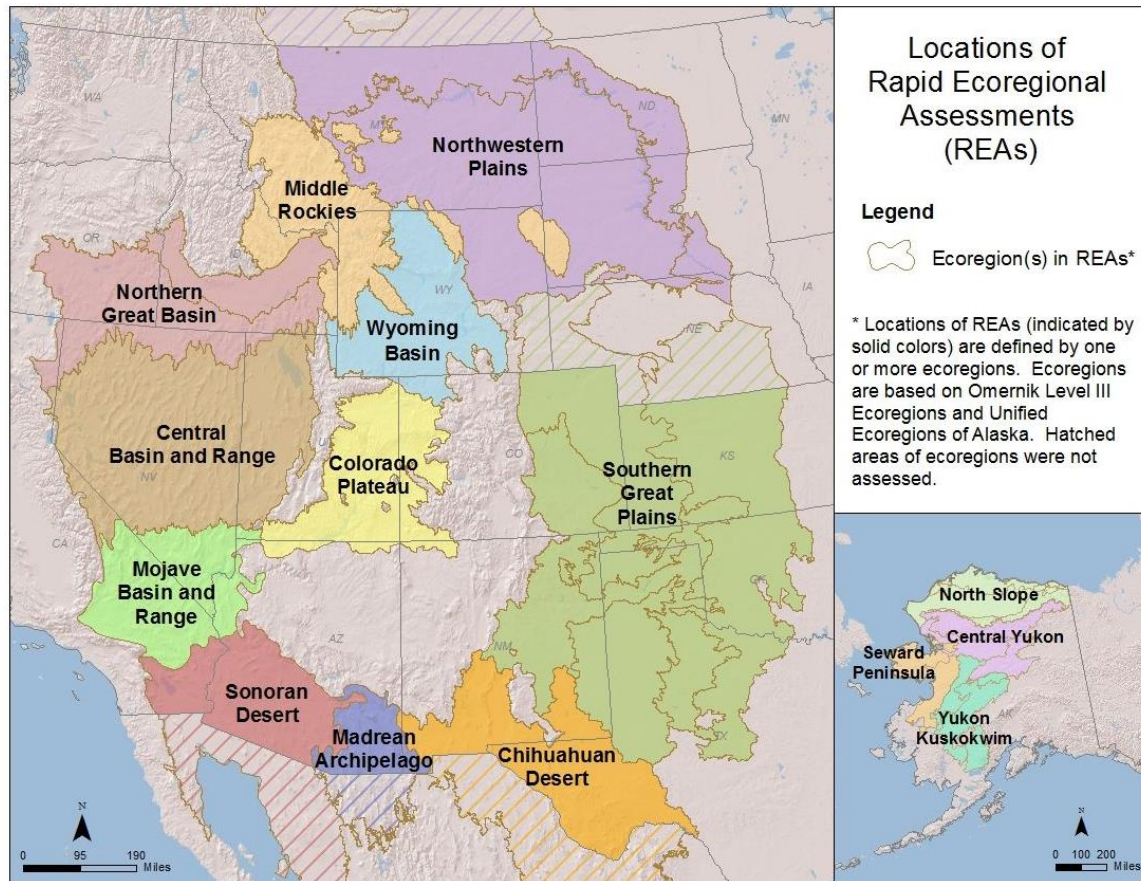 Locations of
Rapid Ecoregional
Assessments
(REAs)
Legend
Ecoregion(s) in REAs*
* Locations of REAs (indicated by
solid colors) are defined by one
or more ecoregions. Ecoregions
are based on Omernik Level III
Ecoregions and Unified
Ecoregions of Alaska. Hatched
areas of ecoregions were not
assessed.
WA
ND
MN
Northwestern
Plains
Middle
Rockies
OR
ID
WY
IA
Northern
Great Basin
Wyoming
Basin
NE
Central
Basin and Range
NV
Colorado
Plateau
CO
KS
Southern
Great
Plains
CA
Mojave
Basin and
Range
AZ
NM
OK
TX
Sonoran
Desert
Madrean
Archipelago
Chihuahuan
Desert
N
0 95 190
Miles
North Slope
Central Yukon
Seward
Peninsula
Yukon
Kuskokwim
AK
N
0 100 200
Miles